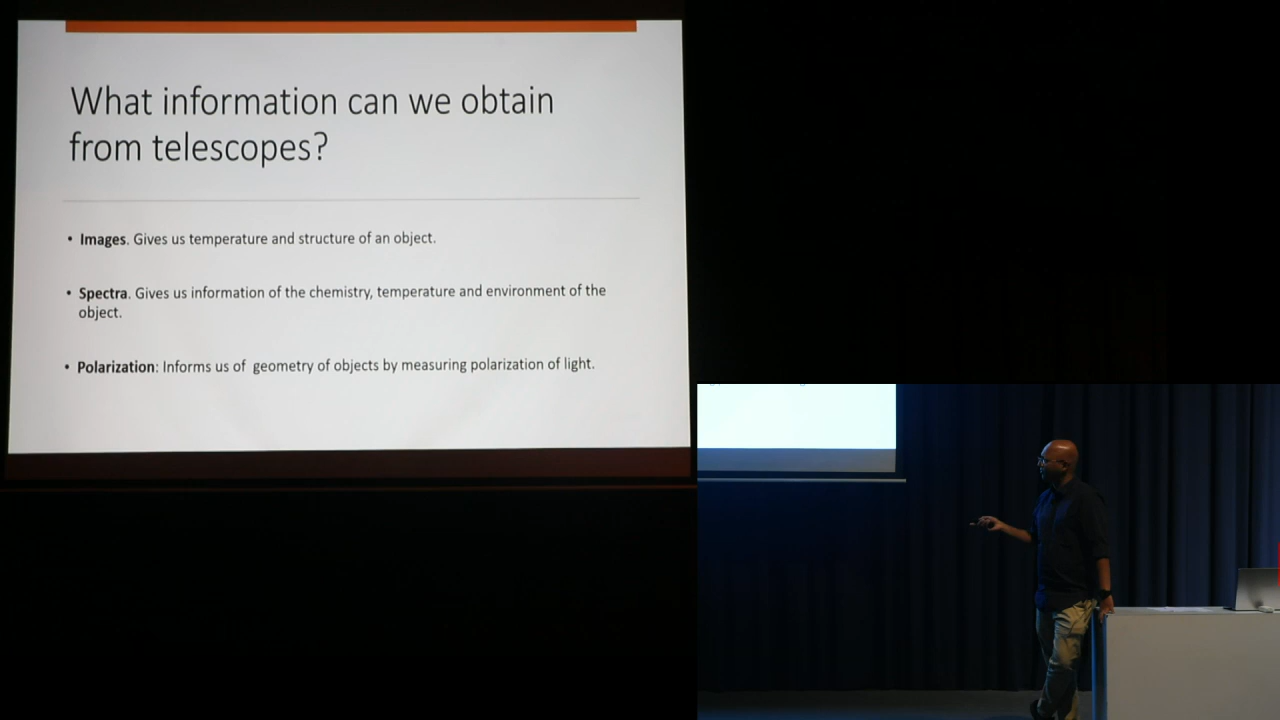 What information can we obtain
from telescopes?
• Images. Gives us temperature and structure of an object.
• Spectra. Gives us information of the chemistry, temperature and environment of the
object.
• Polarization: Informs us of  geometry of objects by measuring polarization of light.